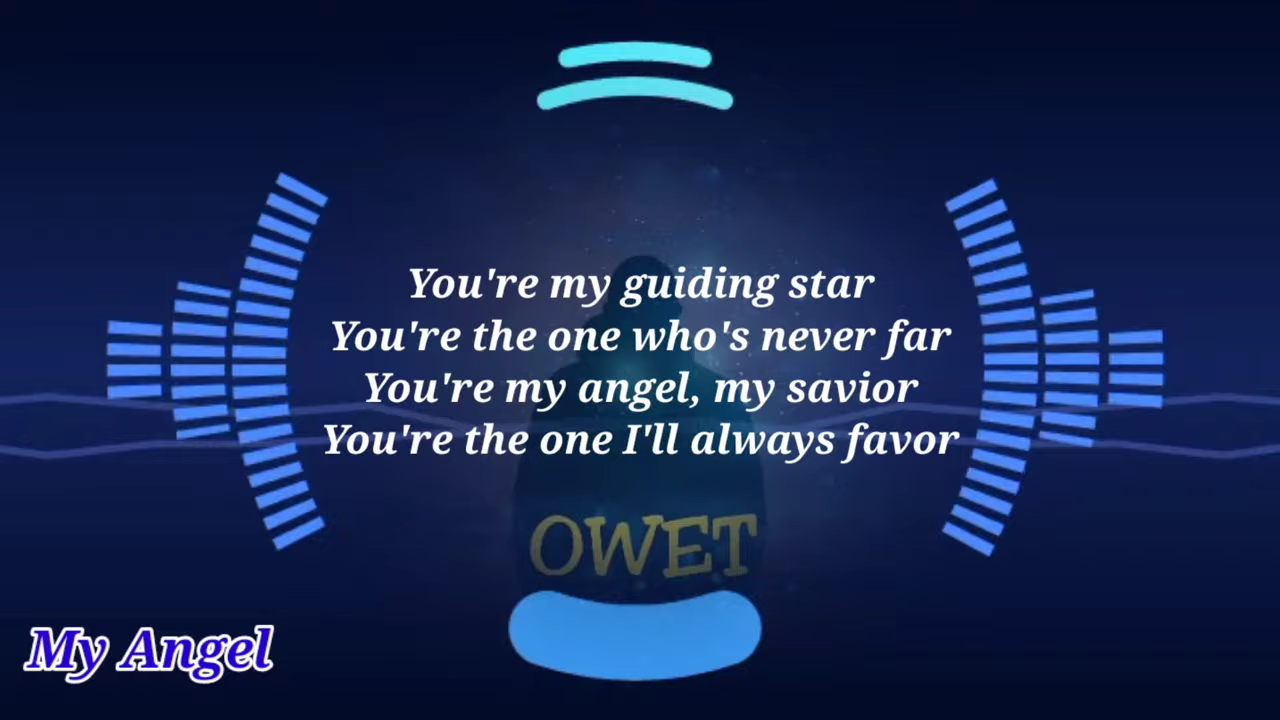 You're my guiding star
You're the one who's never far
You're my angel, my savior
You're the one I'll always favor
OWET
My Angel